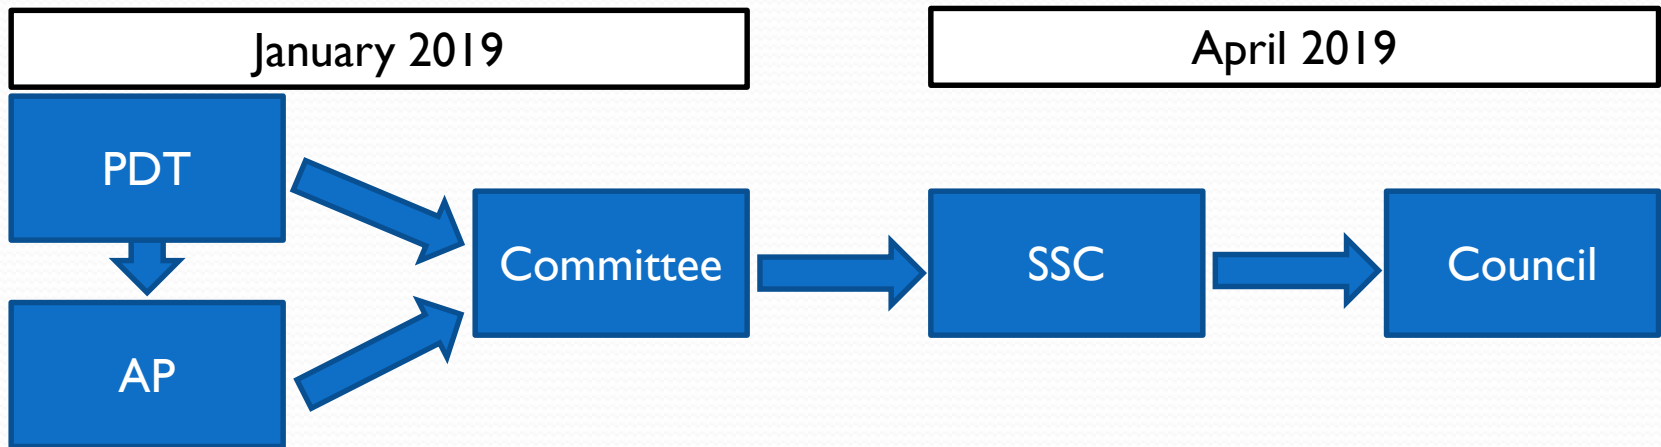 January 2019
April 2019
PDT
AP
Committee
SSC
Council